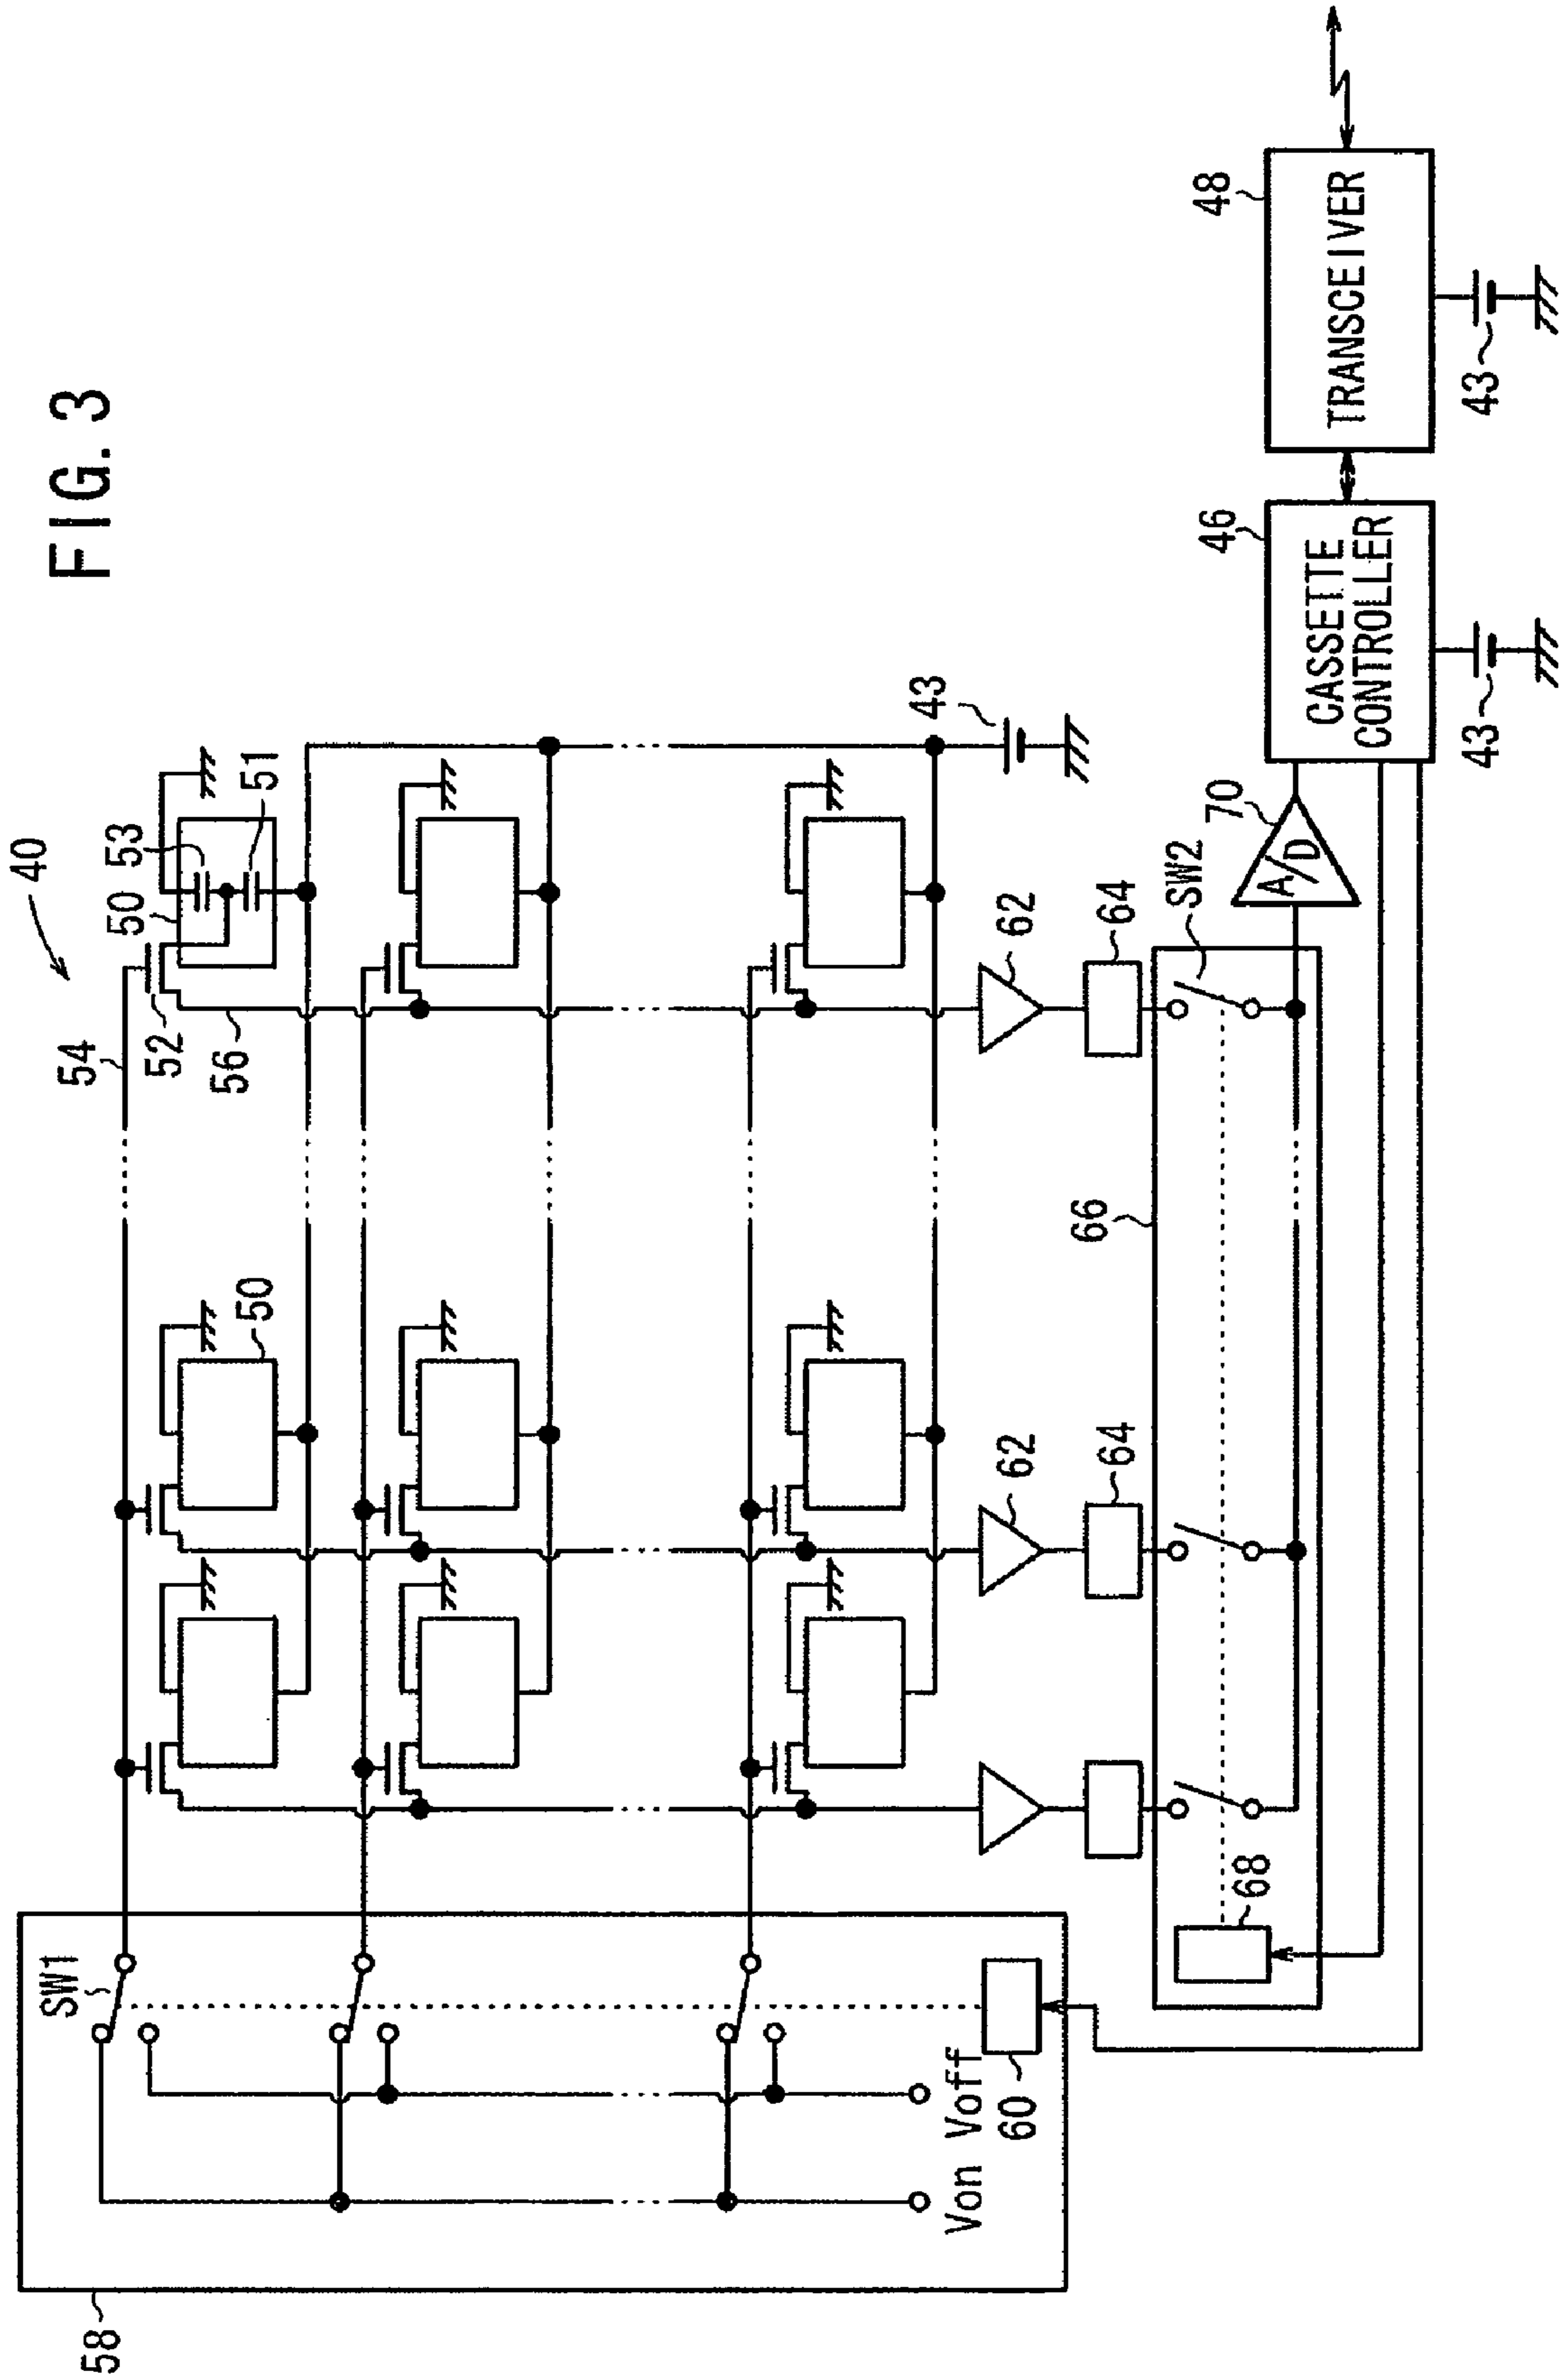 FIG. 3
40
54
52
50
53
51
56
50
43
62
62
64
64
66
SW2
70
A/D
46
CASSETTE
CONTROLLER
43
48
TRANSCEIVER
43
58
SW1
Von
Voff
60
68